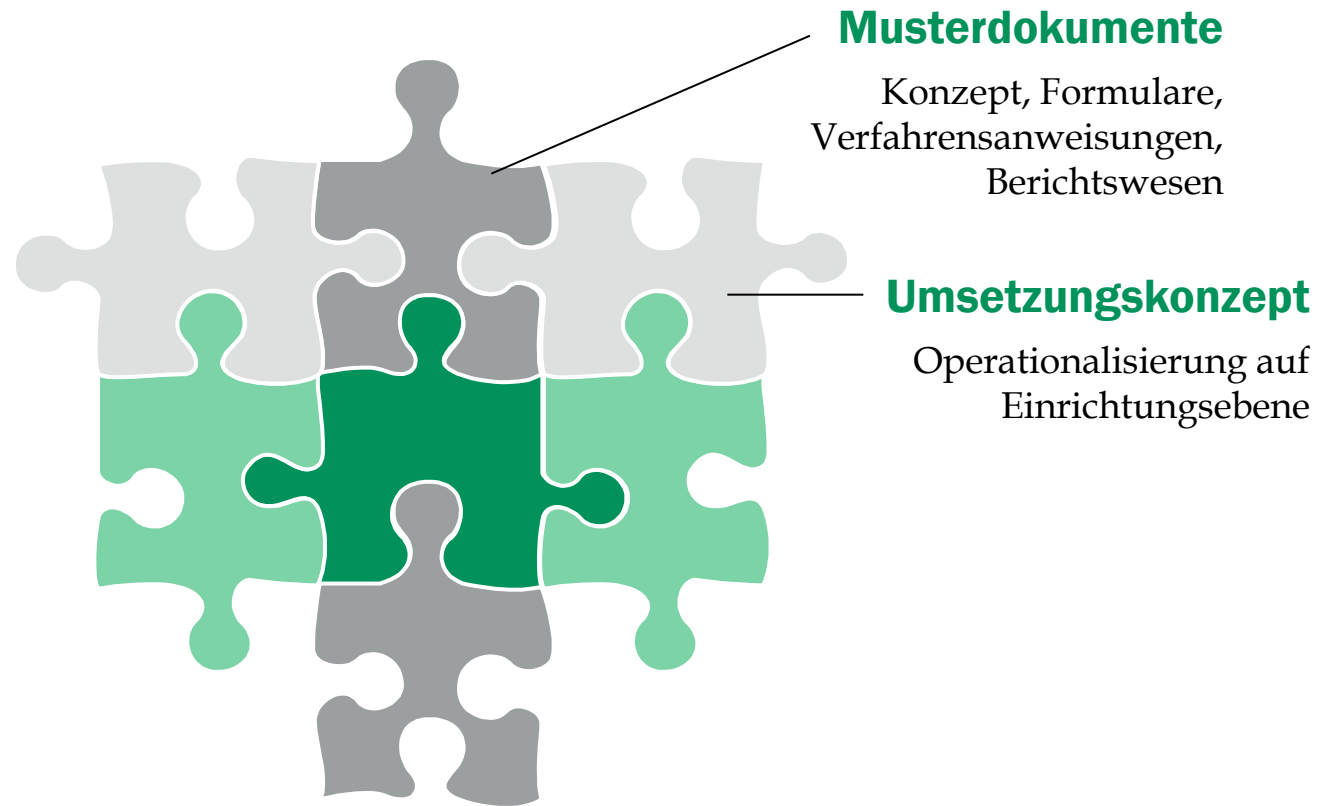 Musterdokumente
Konzept, Formulare,
Verfahrensanweisungen,
Berichtswesen
Umsetzungskonzept
Operationalisierung auf
Einrichtungsebene